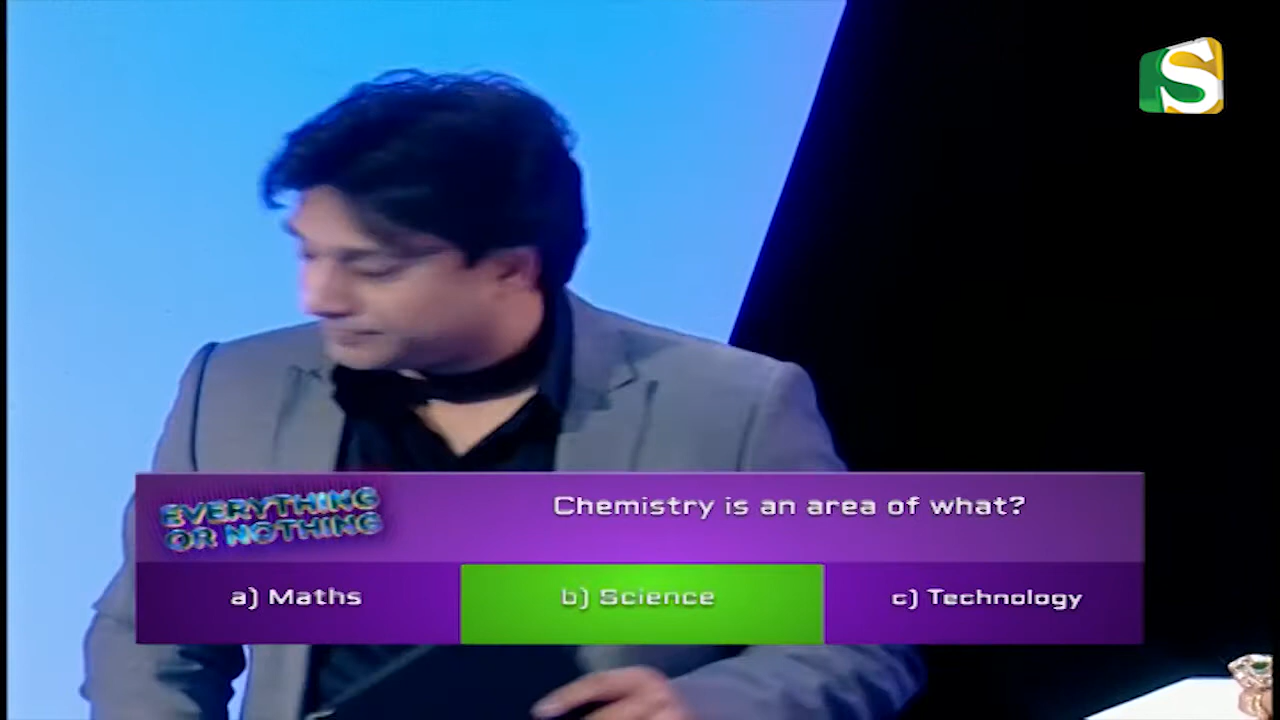 S
EVERYTHING
OR NOTHING
Chemistry is an area of what?
a) Maths
b) Science
c) Technology